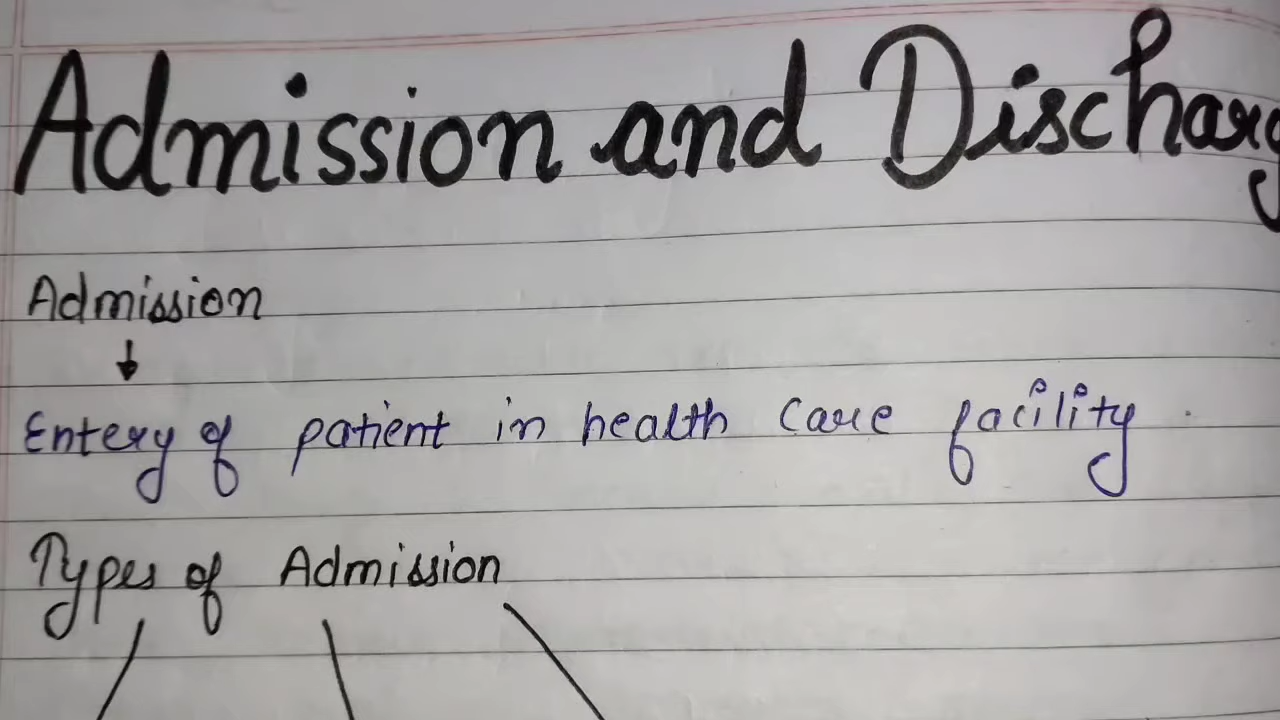 Admission and Discharg
Admission
↓
Entery of patient in health care facility.
Types of Admission